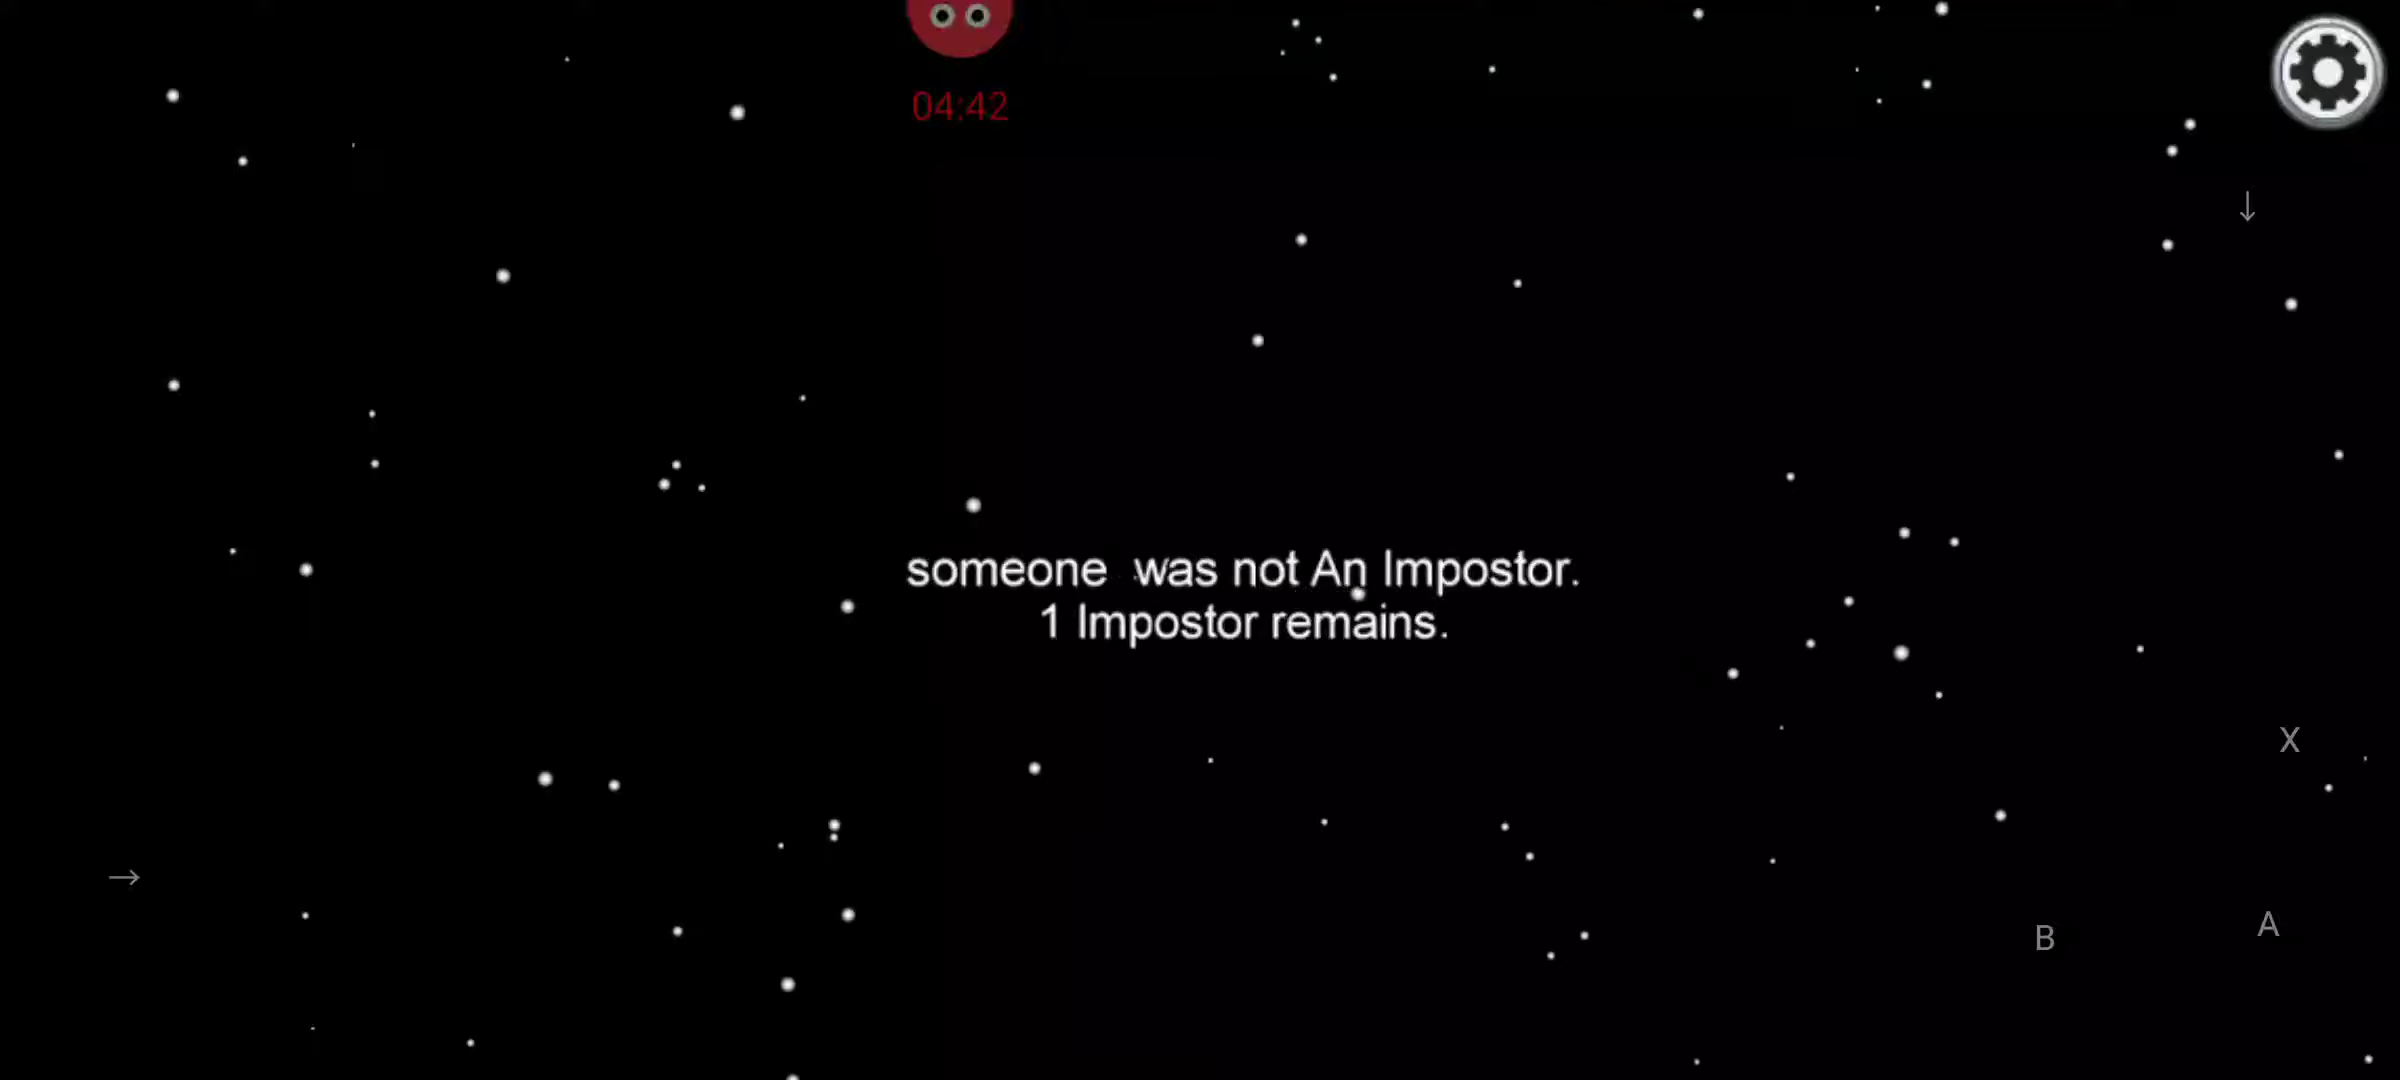 04:42
↓
someone was not An Impostor.
1 Impostor remains.
X
→
A
B